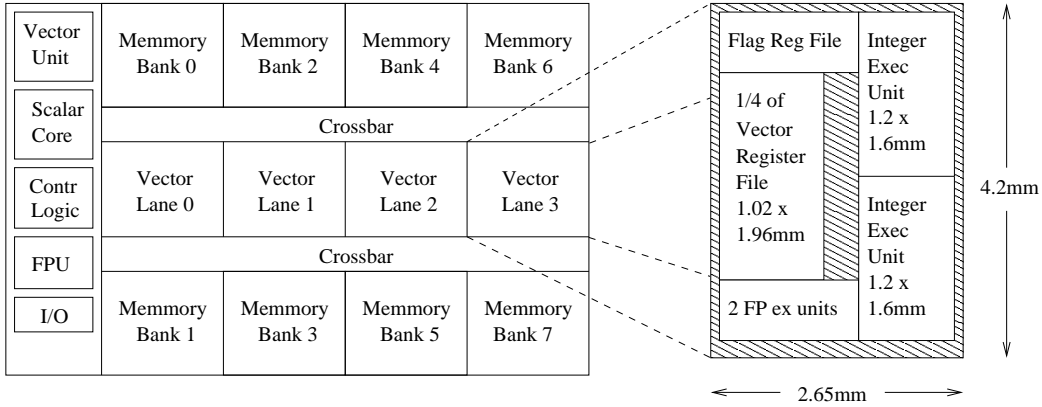 Vector
Unit
Scalar
Core
Contr
Logic
FPU
I/O
Memmory
Bank 0
Memmory
Bank 2
Memmory
Bank 4
Memmory
Bank 6
Crossbar
Vector
Lane 0
Vector
Lane 1
Vector
Lane 2
Vector
Lane 3
Crossbar
Memmory
Bank 1
Memmory
Bank 3
Memmory
Bank 5
Memmory
Bank 7
Flag Reg File
1/4 of
Vector
Register
File
1.02 x
1.96mm
2 FP ex units
Integer
Exec
Unit
1.2 x
1.6mm
Integer
Exec
Unit
1.2 x
1.6mm
4.2mm
2.65mm